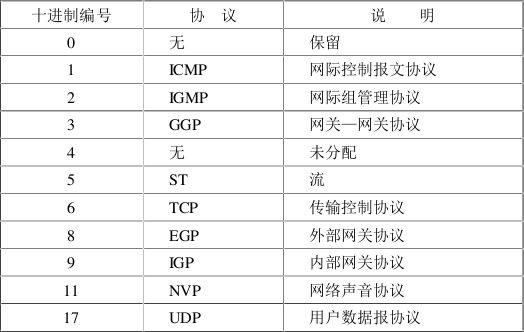 十进制编号 协 议 说 明
0 无 保留
1 ICMP 网际控制报文协议
2 IGMP 网际组管理协议
3 GGP 网关—网关协议
4 无 未分配
5 ST 流
6 TCP 传输控制协议
8 EGP 外部网关协议
9 IGP 内部网关协议
11 NVP 网络声音协议
17 UDP 用户数据报协议